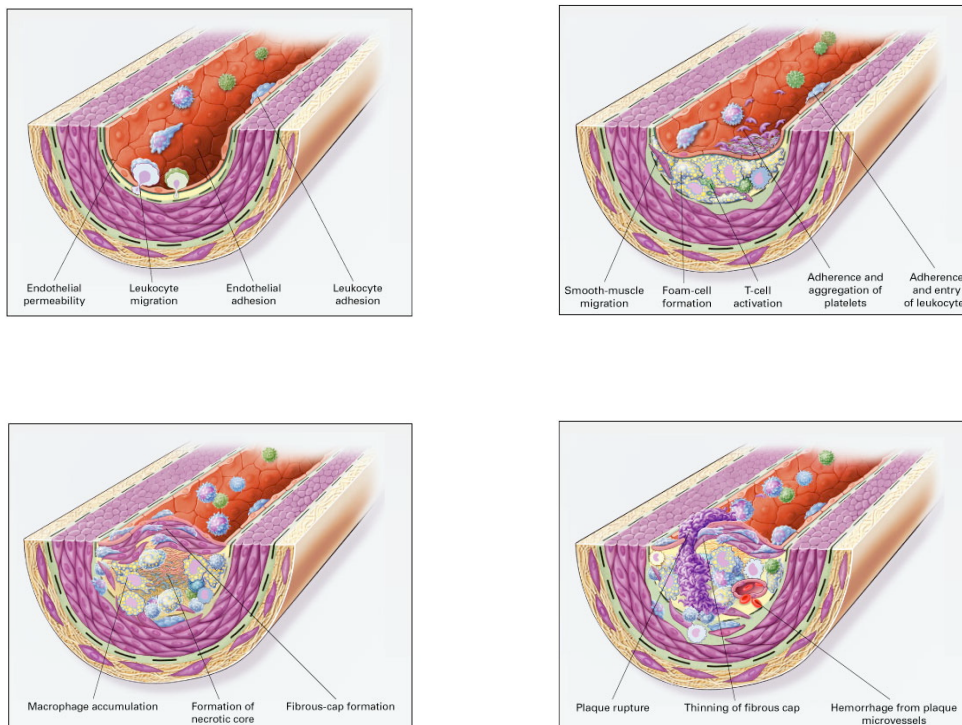 Endothelial
permeability
Leukocyte
migration
Endothelial
adhesion
Leukocyte
adhesion
Smooth-muscle
migration
Foam-cell
formation
T-cell
activation
Adherence and
aggregation of
platelets
Adherence
and entry
of leukocyte
Macrophage accumulation
Formation of
necrotic core
Fibrous-cap formation
Plaque rupture
Thinning of fibrous cap
Hemorrhage from plaque
microvessels